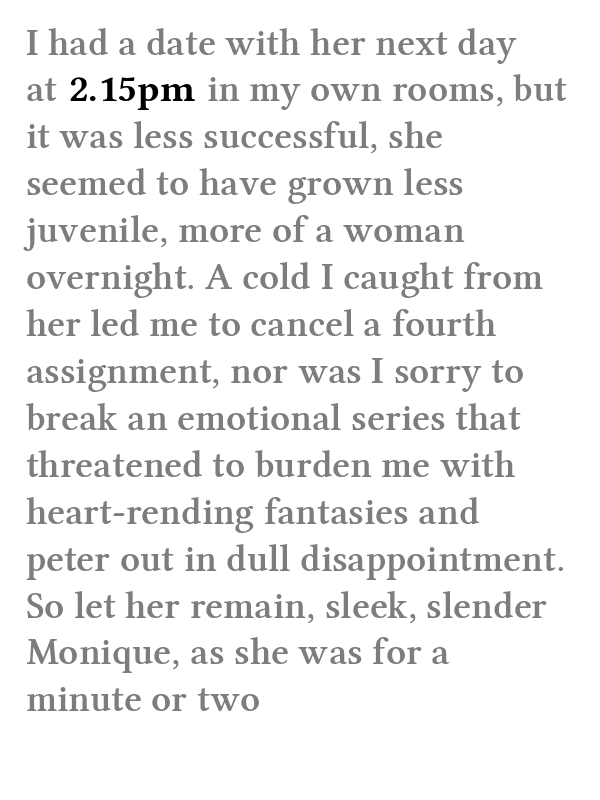 I had a date with her next day
at 2.15pm in my own rooms, but
it was less successful, she
seemed to have grown less
juvenile, more of a woman
overnight. A cold I caught from
her led me to cancel a fourth
assignment, nor was I sorry to
break an emotional series that
threatened to burden me with
heart-rending fantasies and
peter out in dull disappointment.
So let her remain, sleek, slender
Monique, as she was for a
minute or two